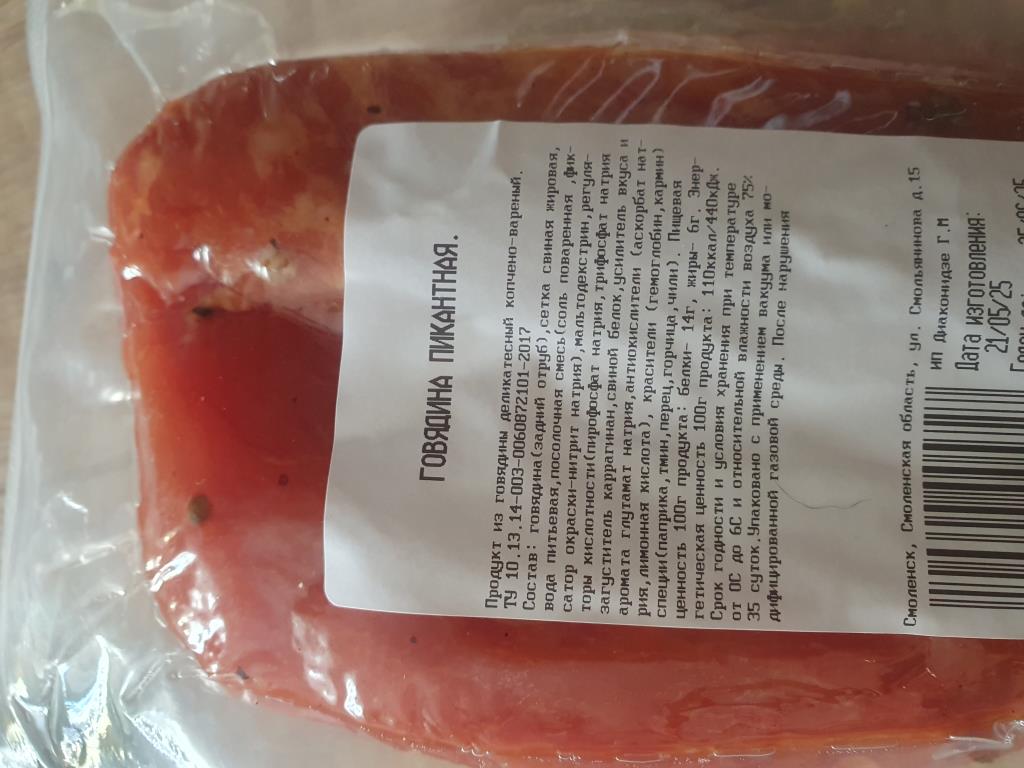 ГОВЯДИНА ПИКАНТНАЯ.
Продукт из говядины деликатесный копчено-вареный.
ТУ 10.13.14-003-0060872101-2017
Состав: говядина(задний отруб),сетка свиная жировая,
вода питьевая,посолочная смесь(соль поваренная ,фик-
сатор окраски-нитрит натрия),мальтодекстрин,регуля-
торы кислотности(пирофосфат натрия,трифосфат натрия
загуститель каррагинан,свиной белок,усилитель вкуса и
аромата глутамат натрия,антиокислители (аскорбат нат-
рия,лимонная кислота), красители (гемоглобин,кармин)
специи(паприка,тмин,перец,горчица,чили). Пищевая
ценность 100г продукта: белки- 14г, жиры- 6г. Энер-
гетическая ценность 100г продукта: 110ккал/440кДж.
Срок годности и условия хранения при температуре
от 0С до 6С и относительной влажности воздуха 75%
35 суток.Упаковано с применением вакуума или мо-
дифицированной газовой среды. После нарушения
Смоленск, Смоленская область, ул. Смольянинова д.15
ИП Диаконидзе Г.М
Дата изготовления:
21/05/25